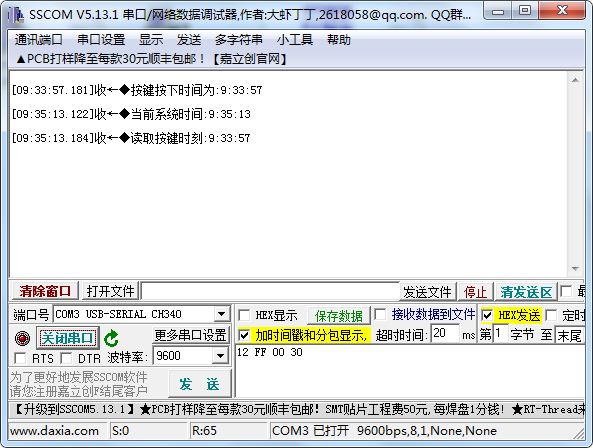 SSCOM V5.13.1 串口/网络数据调试器,作者:大虾丁丁,2618058@qq.com. QQ群...
通讯端口 串口设置 显示 发送 多字符串 小工具 帮助
▲PCB打样降至每款30元顺丰包邮！【嘉立创官网】
[09:33:57.181]收←◆按键按下时间为:9:33:57
[09:35:13.122]收←◆当前系统时间:9:35:13
[09:35:13.184]收←◆读取按键时刻:9:33:57
清除窗口 打开文件 发送文件 停止 清发送区 最
端口号 COM3 USB-SERIAL CH340 HEX显示 保存数据 接收数据到文件 HEX发送 定时
关闭串口 更多串口设置 加时间戳和分包显示, 超时时间: 20 ms 第 1 字节 至 末尾
RTS DTR 波特率: 9600
12 FF 00 30
为了更好地发展SSCOM软件
请您注册嘉立创F结尾客户
发 送
【升级到SSCOM5.13.1】★PCB打样降至每款30元顺丰包邮！SMT贴片工程费50元, 每焊盘1分钱！★RT-Thread来
www.daxia.com S:0 R:65 COM3 已打开 9600bps,8,1,None,None